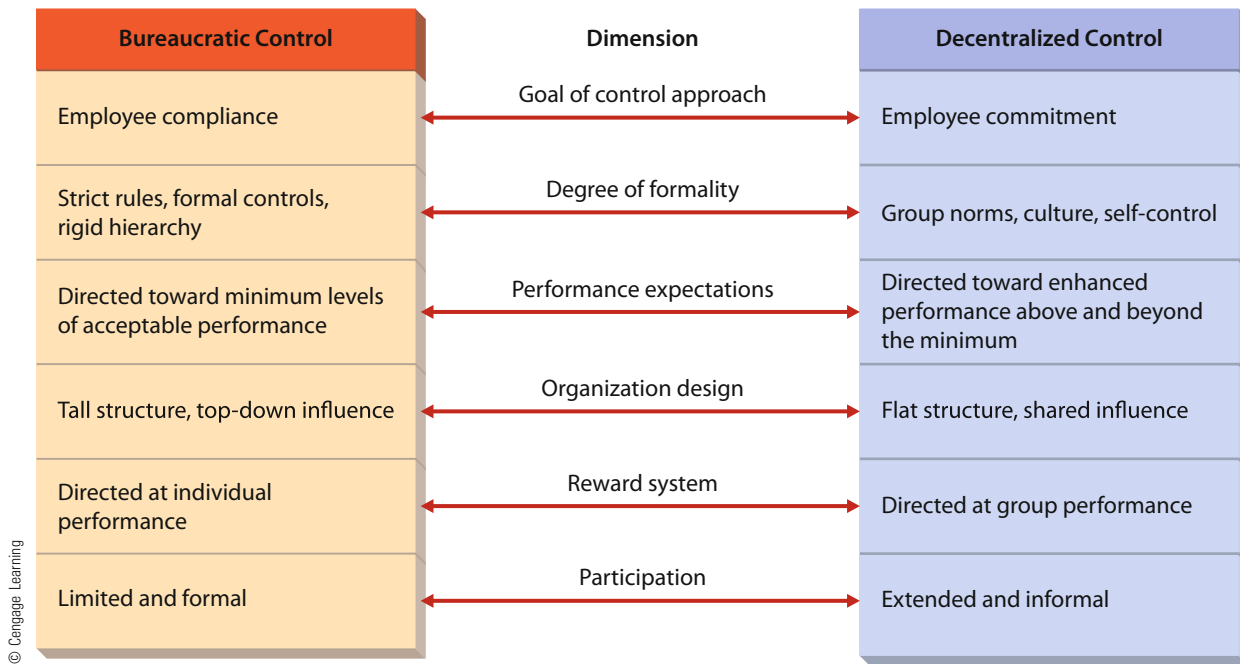 Bureaucratic Control
Dimension
Decentralized Control
Employee compliance
Goal of control approach
Employee commitment
Strict rules, formal controls,
rigid hierarchy
Degree of formality
Group norms, culture, self-control
Directed toward minimum levels
of acceptable performance
Performance expectations
Directed toward enhanced
performance above and beyond
the minimum
Tall structure, top-down influence
Organization design
Flat structure, shared influence
Directed at individual
performance
Reward system
Directed at group performance
Limited and formal
Participation
Extended and informal
© Cengage Learning